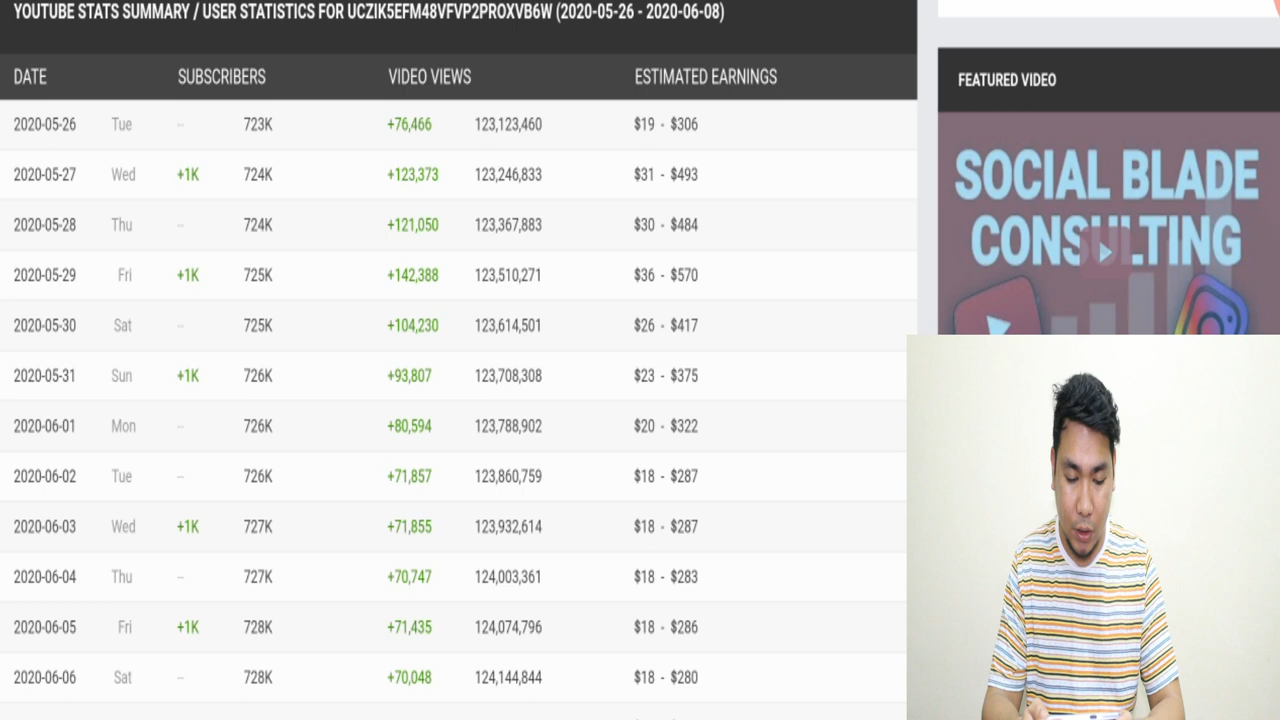 YOUTUBE STATS SUMMARY / USER STATISTICS FOR UCZIK5EFM48VFVP2PROXVB6W (2020-05-26 - 2020-06-08)
DATE SUBSCRIBERS VIDEO VIEWS ESTIMATED EARNINGS
2020-05-26 Tue -- 723K +76,466 123,123,460 $19 - $306
2020-05-27 Wed +1K 724K +123,373 123,246,833 $31 - $493
2020-05-28 Thu -- 724K +121,050 123,367,883 $30 - $484
2020-05-29 Fri +1K 725K +142,388 123,510,271 $36 - $570
2020-05-30 Sat -- 725K +104,230 123,614,501 $26 - $417
2020-05-31 Sun +1K 726K +93,807 123,708,308 $23 - $375
2020-06-01 Mon -- 726K +80,594 123,788,902 $20 - $322
2020-06-02 Tue -- 726K +71,857 123,860,759 $18 - $287
2020-06-03 Wed +1K 727K +71,855 123,932,614 $18 - $287
2020-06-04 Thu -- 727K +70,747 124,003,361 $18 - $283
2020-06-05 Fri +1K 728K +71,435 124,074,796 $18 - $286
2020-06-06 Sat -- 728K +70,048 124,144,844 $18 - $280
FEATURED VIDEO
SOCIAL BLADE
CONSULTING